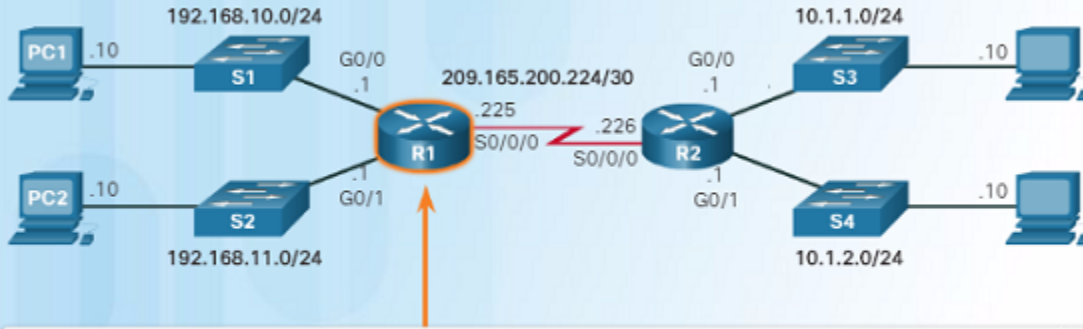 192.168.10.0/24
10.1.1.0/24
PC1
.10
S1
G0/0
.1
209.165.200.224/30
G0/0
.1
S3
.10
.225
S0/0/0
R1
.226
S0/0/0
R2
PC2
.10
S2
.1
G0/1
.1
G0/1
S4
.10
192.168.11.0/24
10.1.2.0/24